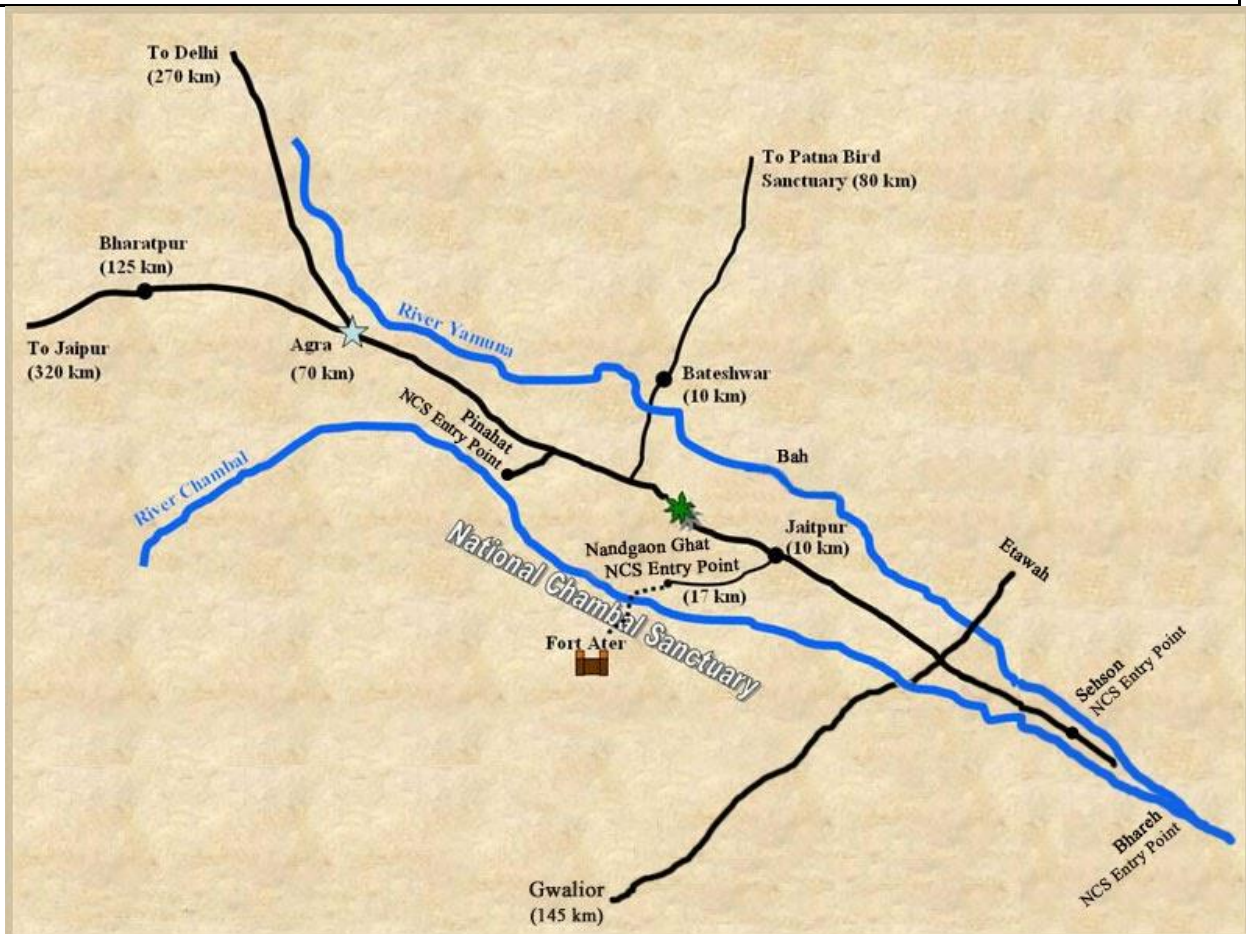 To Delhi
(270 km)
To Patna Bird
Sanctuary (80 km)
Bharatpur
(125 km)
River Yamuna
To Jaipur
(320 km)
Agra
(70 km)
Bateshwar
(10 km)
Pinahat
NCS Entry Point
River Chambal
Bah
National Chambal Sanctuary
Jaitpur
(10 km)
Nandgaon Ghat
NCS Entry Point
(17 km)
Etawah
Fort Ater
Sehson
NCS Entry Point
Bhareh
NCS Entry Point
Gwalior
(145 km)